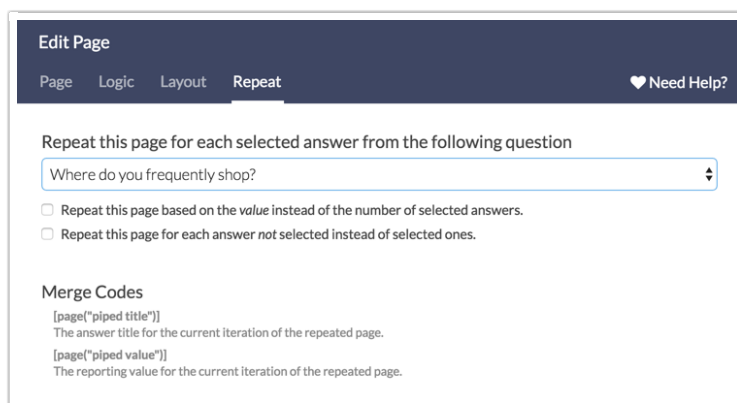 Edit Page
Page Logic Layout Repeat Need Help?
Repeat this page for each selected answer from the following question
Where do you frequently shop?
Repeat this page based on the value instead of the number of selected answers.
Repeat this page for each answer not selected instead of selected ones.
Merge Codes
[page("piped title")]
The answer title for the current iteration of the repeated page.
[page("piped value")]
The reporting value for the current iteration of the repeated page.